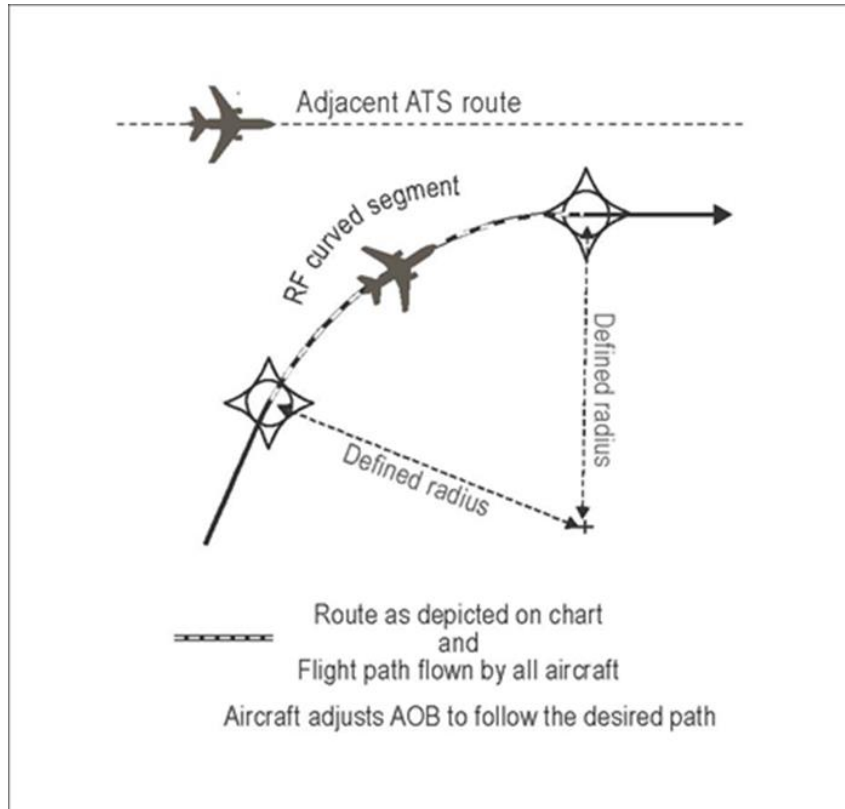 Adjacent ATS route
RF curved segment
Defined radius
Defined radius
Route as depicted on chart
and
Flight path flown by all aircraft
Aircraft adjusts AOB to follow the desired path